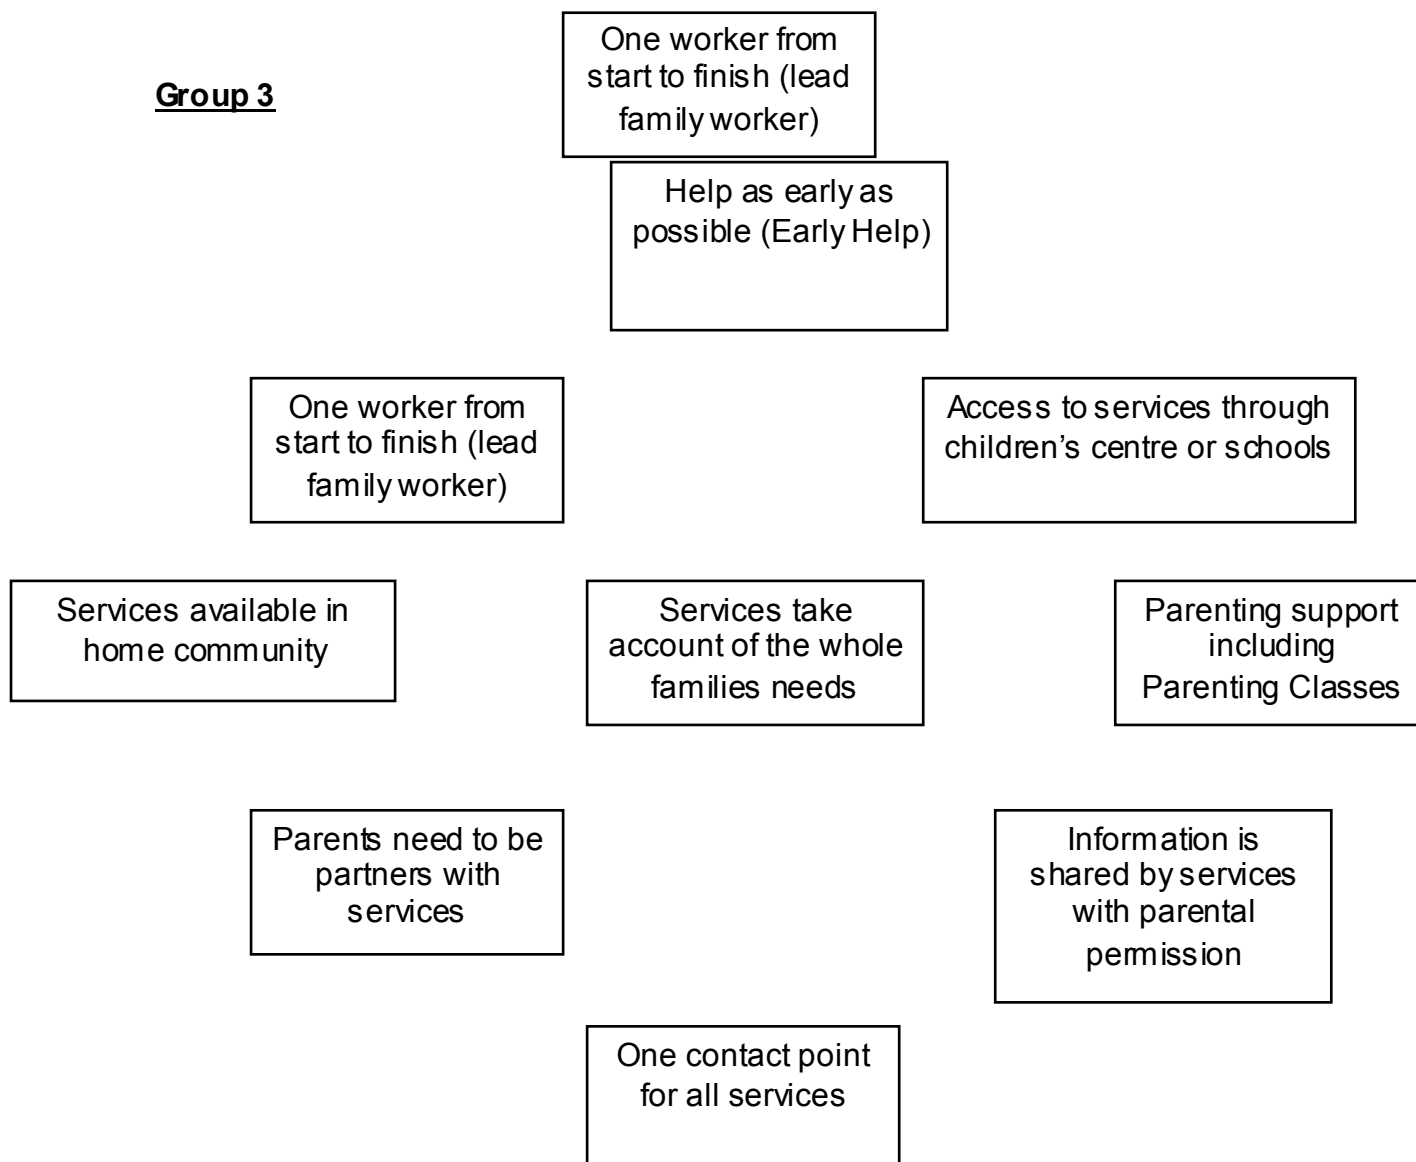 Group 3
One worker from
start to finish (lead
family worker)
Help as early as
possible (Early Help)
One worker from
start to finish (lead
family worker)
Access to services through
children’s centre or schools
Services available in
home community
Services take
account of the whole
families needs
Parenting support
including
Parenting Classes
Parents need to be
partners with
services
Information is
shared by services
with parental
permission
One contact point
for all services